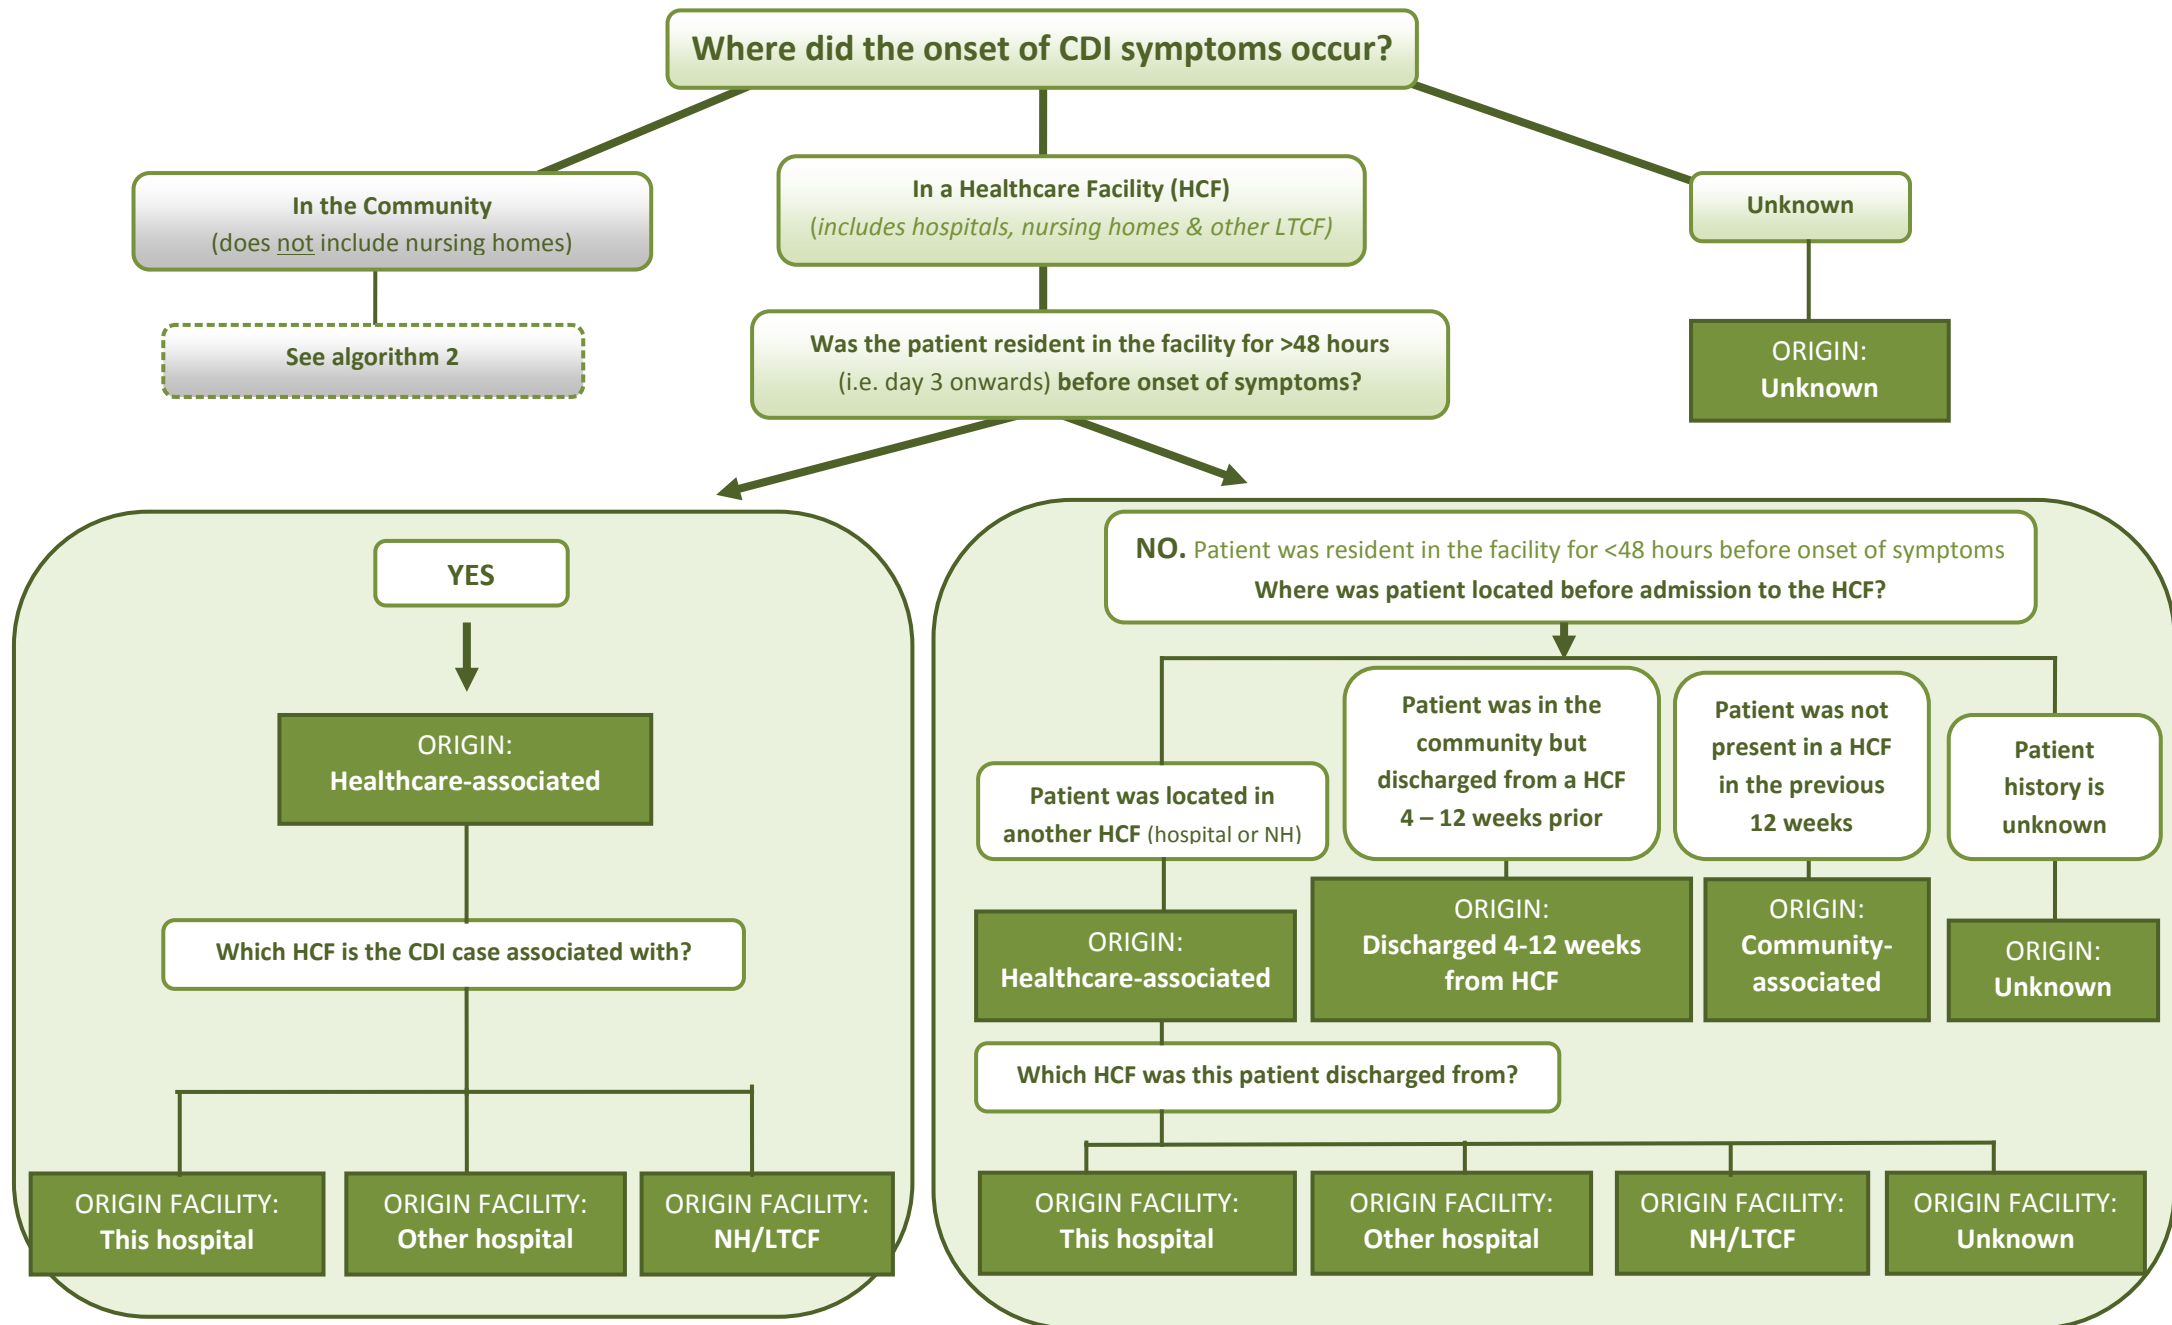 Where did the onset of CDI symptoms occur?
In the Community
(does not include nursing homes)
In a Healthcare Facility (HCF)
(includes hospitals, nursing homes & other LTCF)
Unknown
See algorithm 2
Was the patient resident in the facility for >48 hours
(i.e. day 3 onwards) before onset of symptoms?
ORIGIN:
Unknown
YES
ORIGIN:
Healthcare-associated
Which HCF is the CDI case associated with?
ORIGIN FACILITY:
This hospital
ORIGIN FACILITY:
Other hospital
ORIGIN FACILITY:
NH/LTCF
NO. Patient was resident in the facility for <48 hours before onset of symptoms
Where was patient located before admission to the HCF?
Patient was located in
another HCF (hospital or NH)
Patient was in the
community but
discharged from a HCF
4 – 12 weeks prior
Patient was not
present in a HCF
in the previous
12 weeks
Patient
history is
unknown
ORIGIN:
Healthcare-associated
ORIGIN:
Discharged 4-12 weeks
from HCF
ORIGIN:
Community-
associated
ORIGIN:
Unknown
Which HCF was this patient discharged from?
ORIGIN FACILITY:
This hospital
ORIGIN FACILITY:
Other hospital
ORIGIN FACILITY:
NH/LTCF
ORIGIN FACILITY:
Unknown